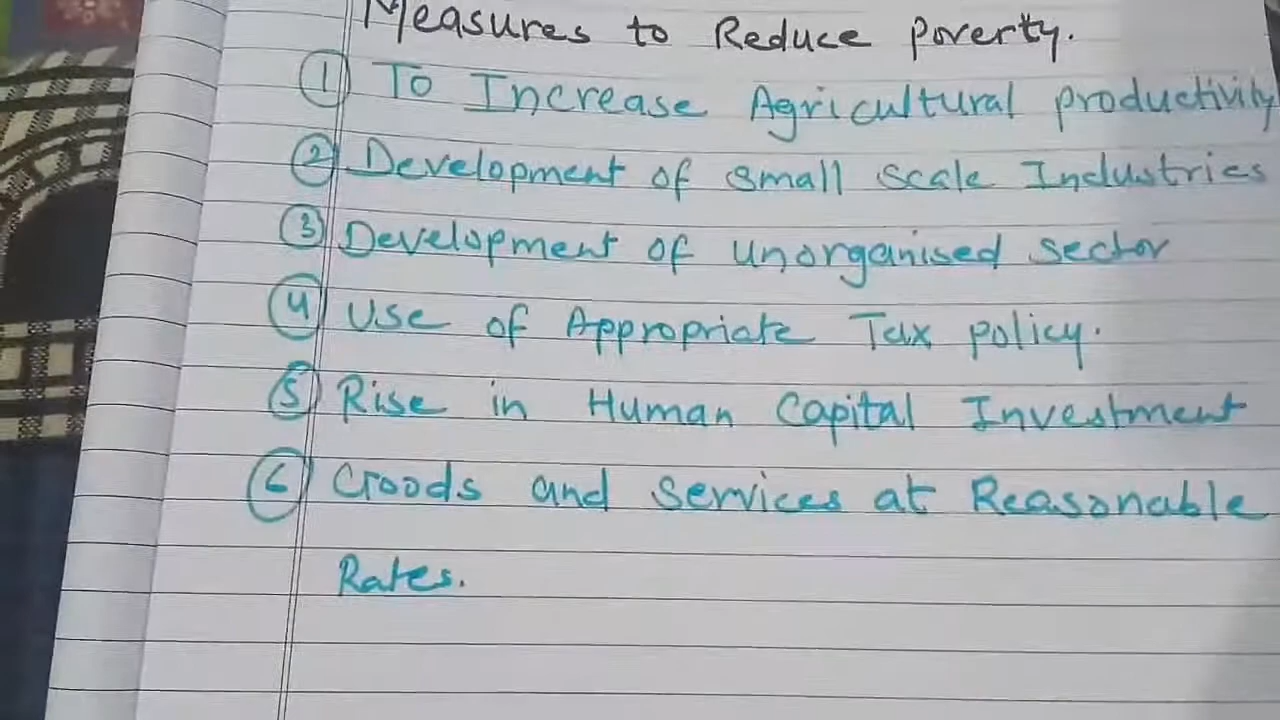 Measures to Reduce Poverty.
① To Increase Agricultural productivity
② Development of small scale Industries
③ Development of unorganised sector
④ Use of Appropriate Tax policy.
⑤ Rise in Human Capital Investment
⑥ Goods and services at Reasonable
Rates.